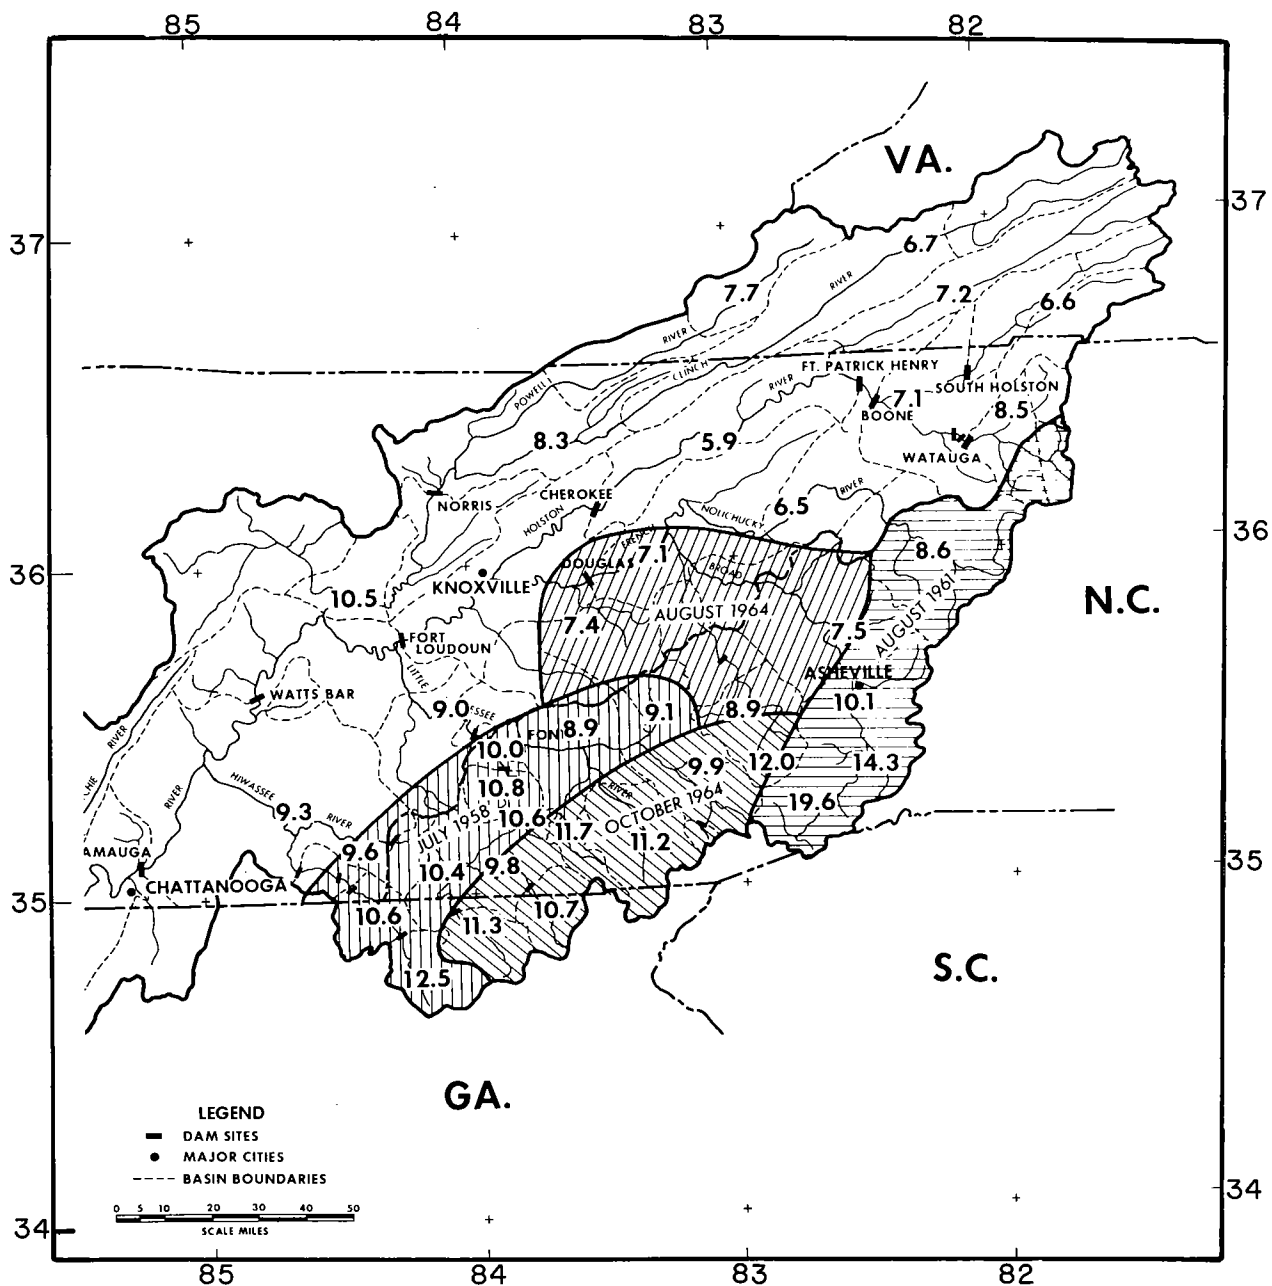 85 84 83 82
VA.
37
37
6.7
7.7
RIVER
7.2
6.6
RIVER
CLINCH
FT. PATRICK HENRY
POWELL
RIVER
SOUTH HOLSTON
7.1
BOONE
8.5
8.3
5.9
WATAUGA
CHEROKEE
NORRIS
HOLSTON
6.5
RIVER
NOLICHUCKY
36
36
FRENCH
7.1
8.6
DOUGLAS
BROAD
KNOXVILLE
10.5
AUGUST 1964
AUGUST 1961
N.C.
7.4
7.5
FORT
LOUDOUN
LITTLE
ASHEVILLE
WATTS BAR
10.1
9.0
ESSEE
9.1
8.9
FONT
8.9
RIVER
10.0
9.9
12.0
14.3
CHIE
RIVER
HIWASSEE
RIVER
10.8
RIVER
19.6
9.3
JULY 1958
10.6
11.7
OCTOBER 1964
11.2
AMAUGA
9.6
9.8
10.4
35
35
CHATTANOOGA
10.6
11.3
10.7
S.C.
12.5
GA.
LEGEND
DAM SITES
MAJOR CITIES
BASIN BOUNDARIES
0 5 10 20 30 40 50
SCALE MILES
34
34
85 84 83 82